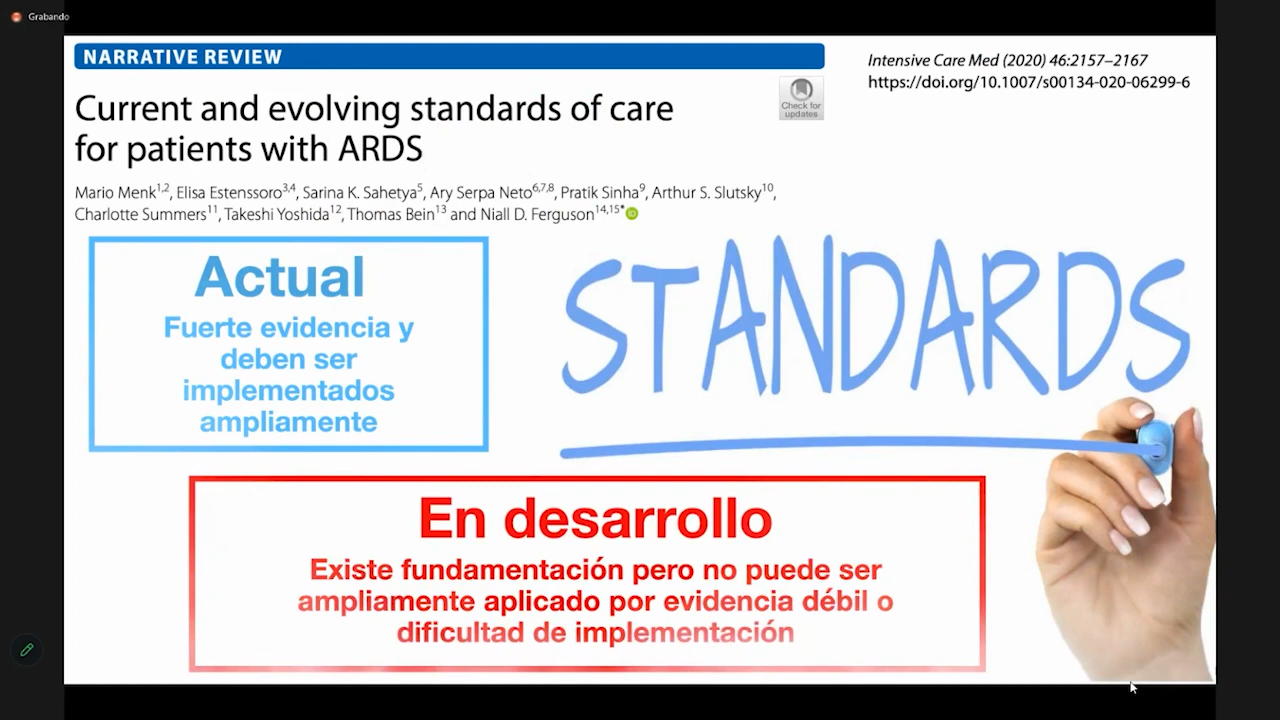 Grabando
NARRATIVE REVIEW
Intensive Care Med (2020) 46:2157–2167
https://doi.org/10.1007/s00134-020-06299-6
Check for
updates
Current and evolving standards of care
for patients with ARDS
Mario Menk1,2, Elisa Estenssoro3,4, Sarina K. Sahetya5, Ary Serpa Neto6,7,8, Pratik Sinha9, Arthur S. Slutsky10,
Charlotte Summers11, Takeshi Yoshida12, Thomas Bein13 and Niall D. Ferguson14,15*
Actual
Fuerte evidencia y
deben ser
implementados
ampliamente
STANDARDS
En desarrollo
Existe fundamentación pero no puede ser
ampliamente aplicado por evidencia débil o
dificultad de implementación